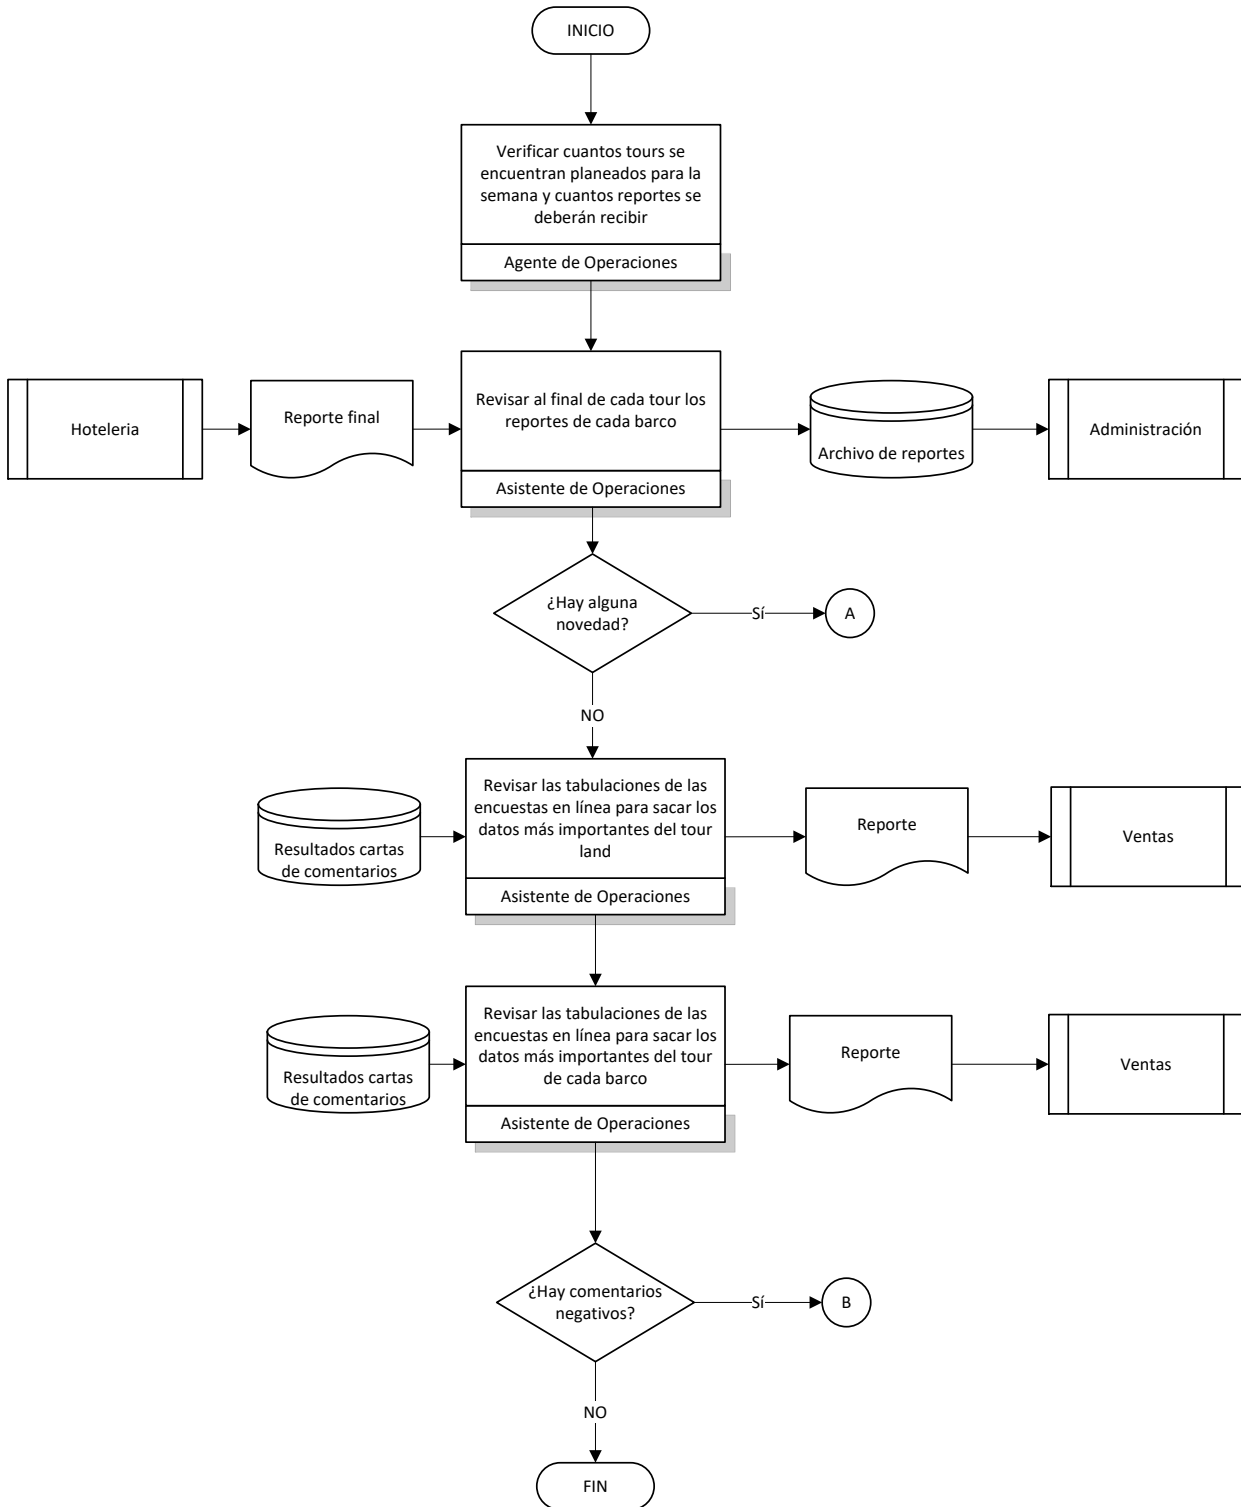 INICIO
Verificar cuantos tours se
encuentran planeados para la
semana y cuantos reportes se
deberán recibir
Agente de Operaciones
Hoteleria
Reporte final
Revisar al final de cada tour los
reportes de cada barco
Asistente de Operaciones
Archivo de reportes
Administración
¿Hay alguna
novedad?
Sí
A
NO
Resultados cartas
de comentarios
Revisar las tabulaciones de las
encuestas en línea para sacar los
datos más importantes del tour
land
Asistente de Operaciones
Reporte
Ventas
Resultados cartas
de comentarios
Revisar las tabulaciones de las
encuestas en línea para sacar los
datos más importantes del tour
de cada barco
Asistente de Operaciones
Reporte
Ventas
¿Hay comentarios
negativos?
Sí
B
NO
FIN